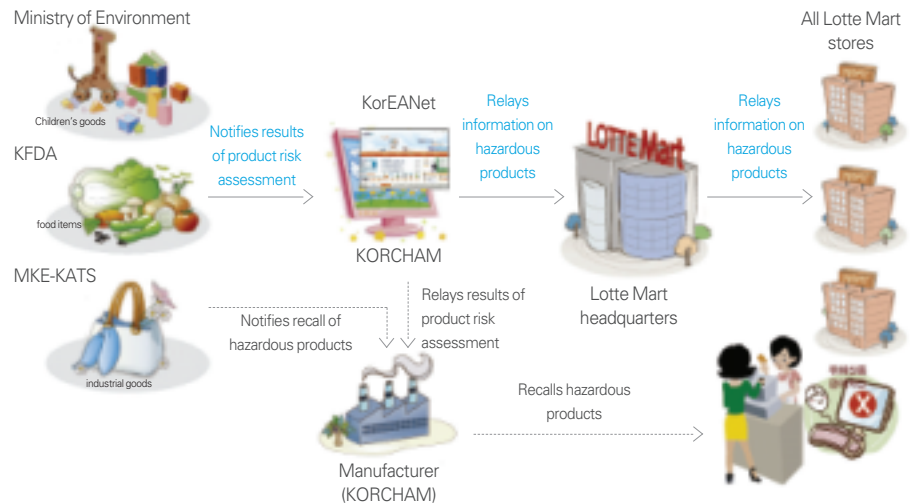 Ministry of Environment
Children's goods
KFDA
food items
MKE-KATS
industrial goods
Notifies results
of product risk
assessment
KorEANet
KORCHAM
Relays
information on
hazardous
products
LOTTE Mart
Lotte Mart
headquarters
Relays
information on
hazardous
products
All Lotte Mart
stores
Notifies recall of
hazardous products
Relays results of
product risk
assessment
Manufacturer
(KORCHAM)
Recalls hazardous
products